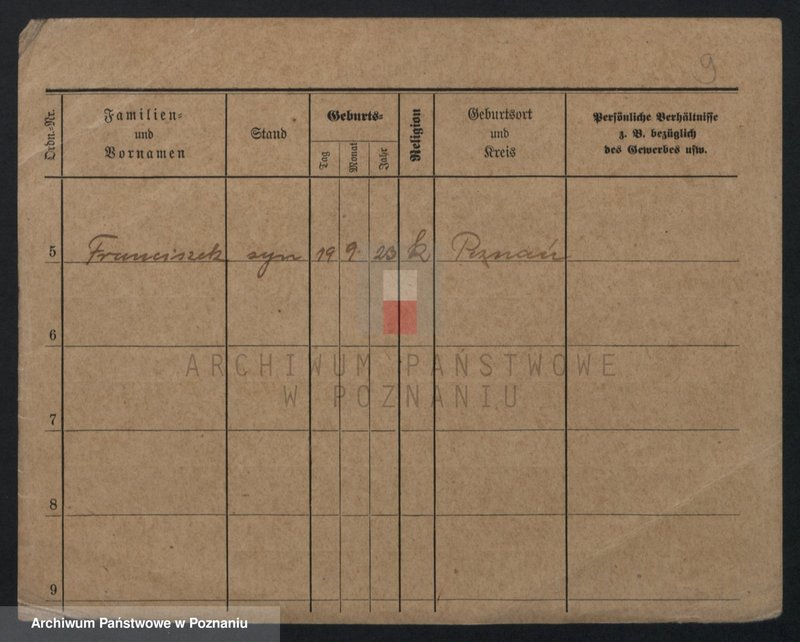 9
Ordn.=Nr.
Familien=
und
Vornamen
Stand
Geburts=
Tag
Monat
Jahr
Religion
Geburtsort
und
Kreis
Persönliche Verhältnisse
z. B. bezüglich
des Gewerbes usw.
5 Franciszek syn 19 9. 23 k Poznań
6
ARCHIWUM PAŃSTWOWE
W POZNANIU
7
8
9
Archiwum Państwowe w Poznaniu